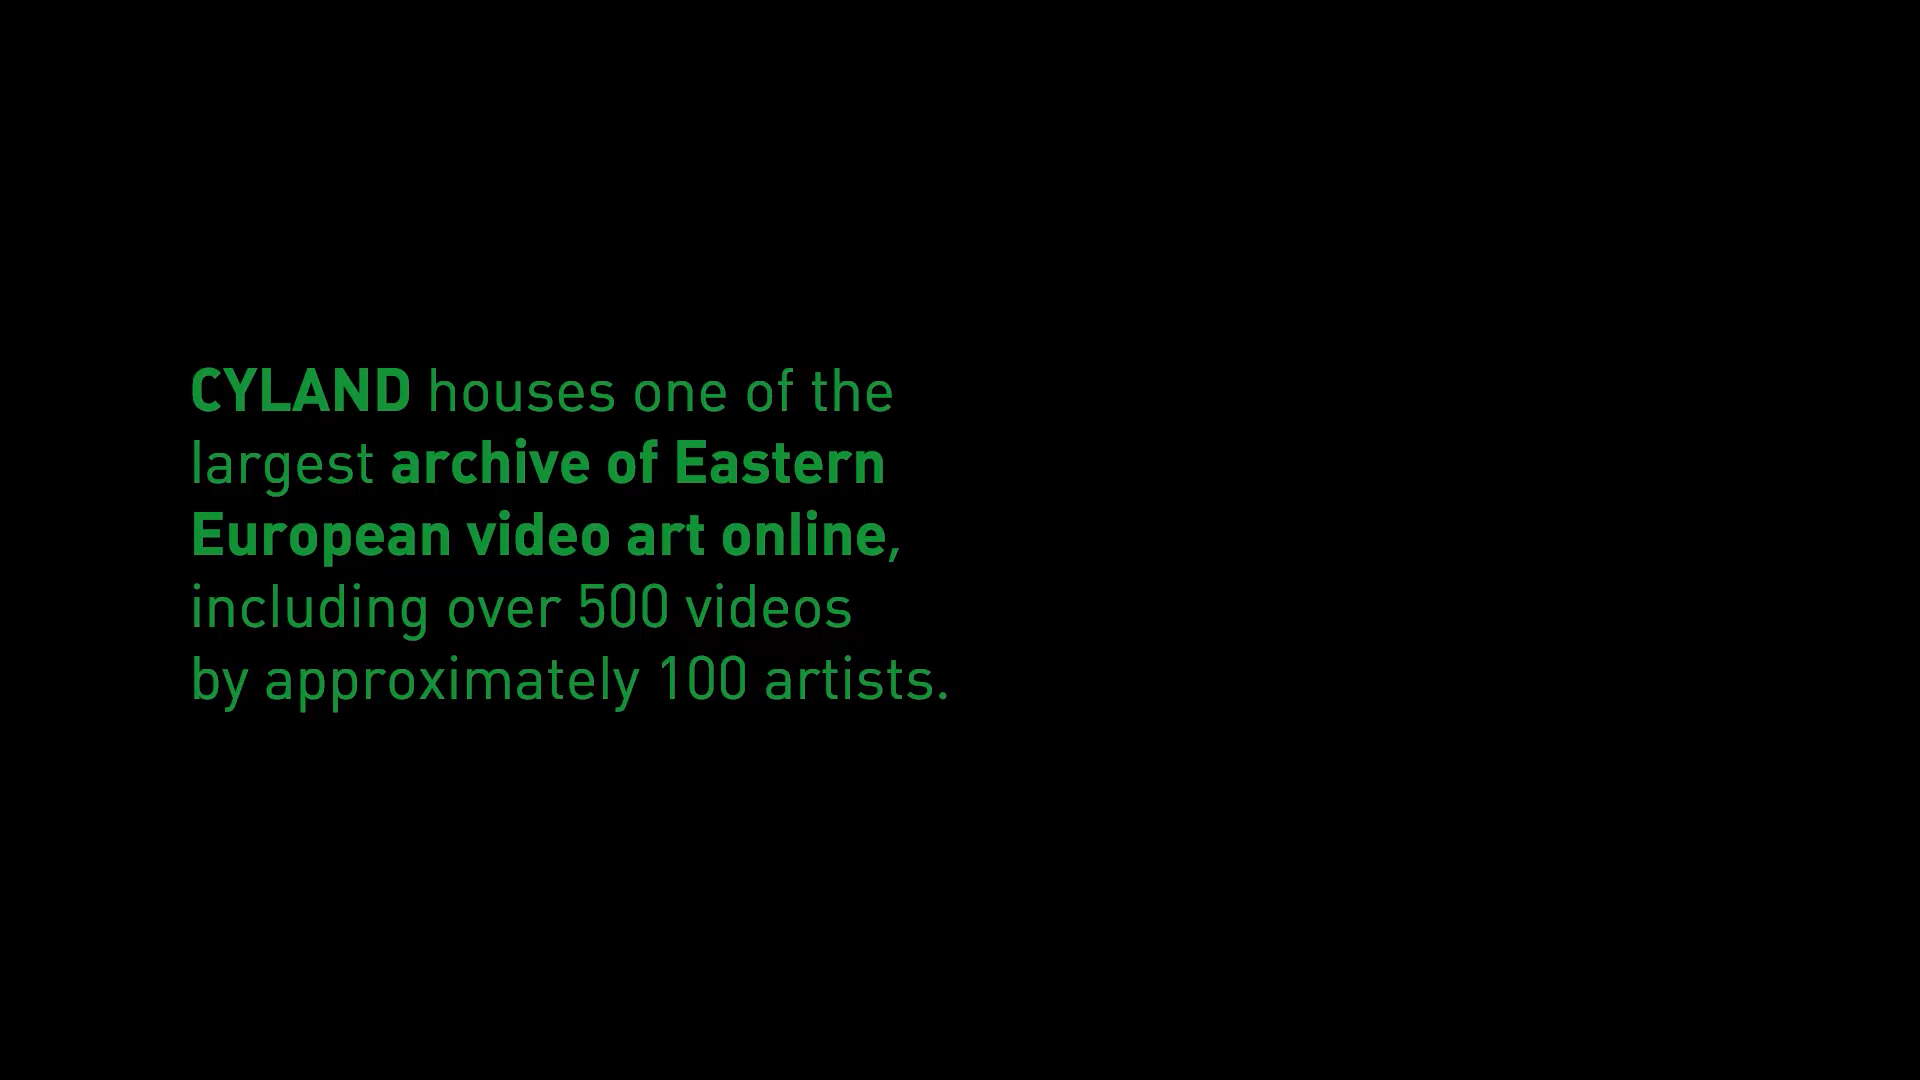 CYLAND houses one of the
largest archive of Eastern
European video art online,
including over 500 videos
by approximately 100 artists.